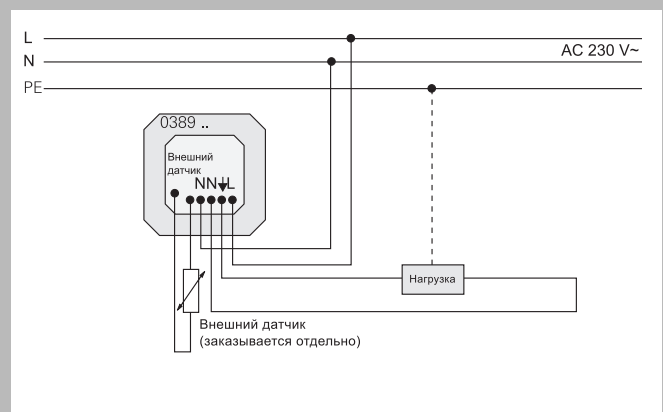 L
AC 230 V~
N
PE
0389 ..
Внешний
датчик
NN↓L
Нагрузка
Внешний датчик
(заказывается отдельно)